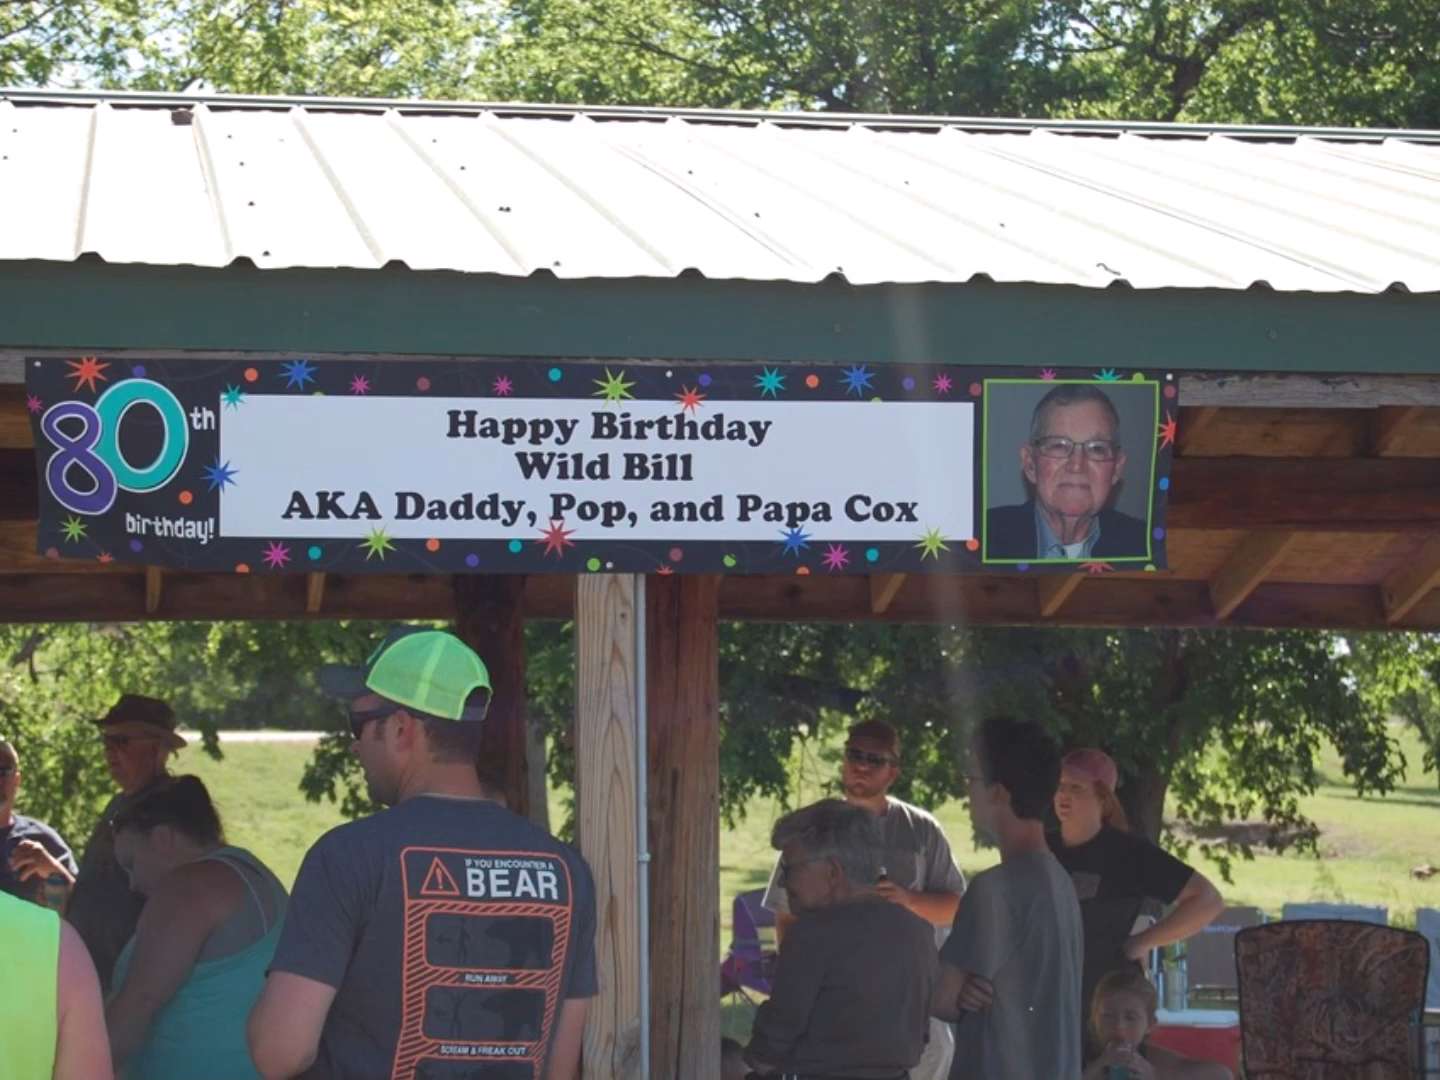 80th
birthday!
Happy Birthday
Wild Bill
AKA Daddy, Pop, and Papa Cox
IF YOU ENCOUNTER A
BEAR
RUN AWAY
SCREAM & FREAK OUT